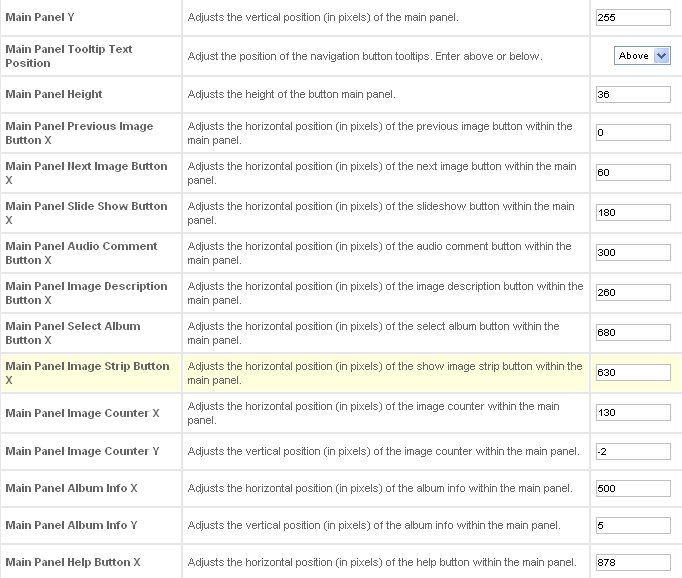 Main Panel Y
Adjusts the vertical position (in pixels) of the main panel.
255
Main Panel Tooltip Text
Position
Adjust the position of the navigation button tooltips. Enter above or below.
Above
Main Panel Height
Adjusts the height of the button main panel.
36
Main Panel Previous Image
Button X
Adjusts the horizontal position (in pixels) of the previous image button within the
main panel.
0
Main Panel Next Image Button
X
Adjusts the horizontal position (in pixels) of the next image button within the main
panel.
60
Main Panel Slide Show Button
X
Adjusts the horizontal position (in pixels) of the slideshow button within the main
panel.
180
Main Panel Audio Comment
Button X
Adjusts the horizontal position (in pixels) of the audio comment button within the
main panel.
300
Main Panel Image Description
Button X
Adjusts the horizontal position (in pixels) of the image description button within the
main panel.
260
Main Panel Select Album
Button X
Adjusts the horizontal position (in pixels) of the select album button within the
main panel.
680
Main Panel Image Strip Button
X
Adjusts the horizontal position (in pixels) of the show image strip button within the
main panel.
630
Main Panel Image Counter X
Adjusts the horizontal position (in pixels) of the image counter within the main
panel.
130
Main Panel Image Counter Y
Adjusts the vertical position (in pixels) of the image counter within the main panel.
-2
Main Panel Album Info X
Adjusts the horizontal position (in pixels) of the album info within the main panel.
500
Main Panel Album Info Y
Adjusts the vertical position (in pixels) of the album info within the main panel.
5
Main Panel Help Button X
Adjusts the horizontal position (in pixels) of the help button within the main panel.
878